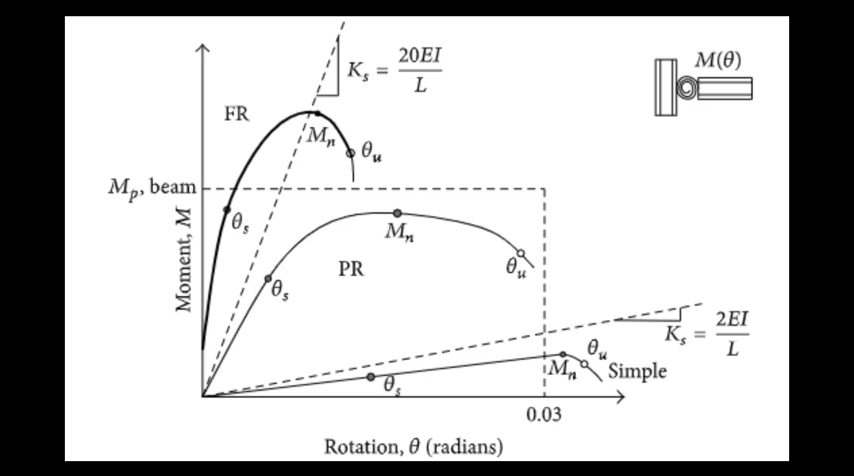 K_s = 20EI/L
M(θ)
FR
M_n
θ_u
M_p, beam
θ_s
M_n
Moment, M
PR
θ_u
θ_s
K_s = 2EI/L
θ_u
M_n
Simple
θ_s
0.03
Rotation, θ (radians)